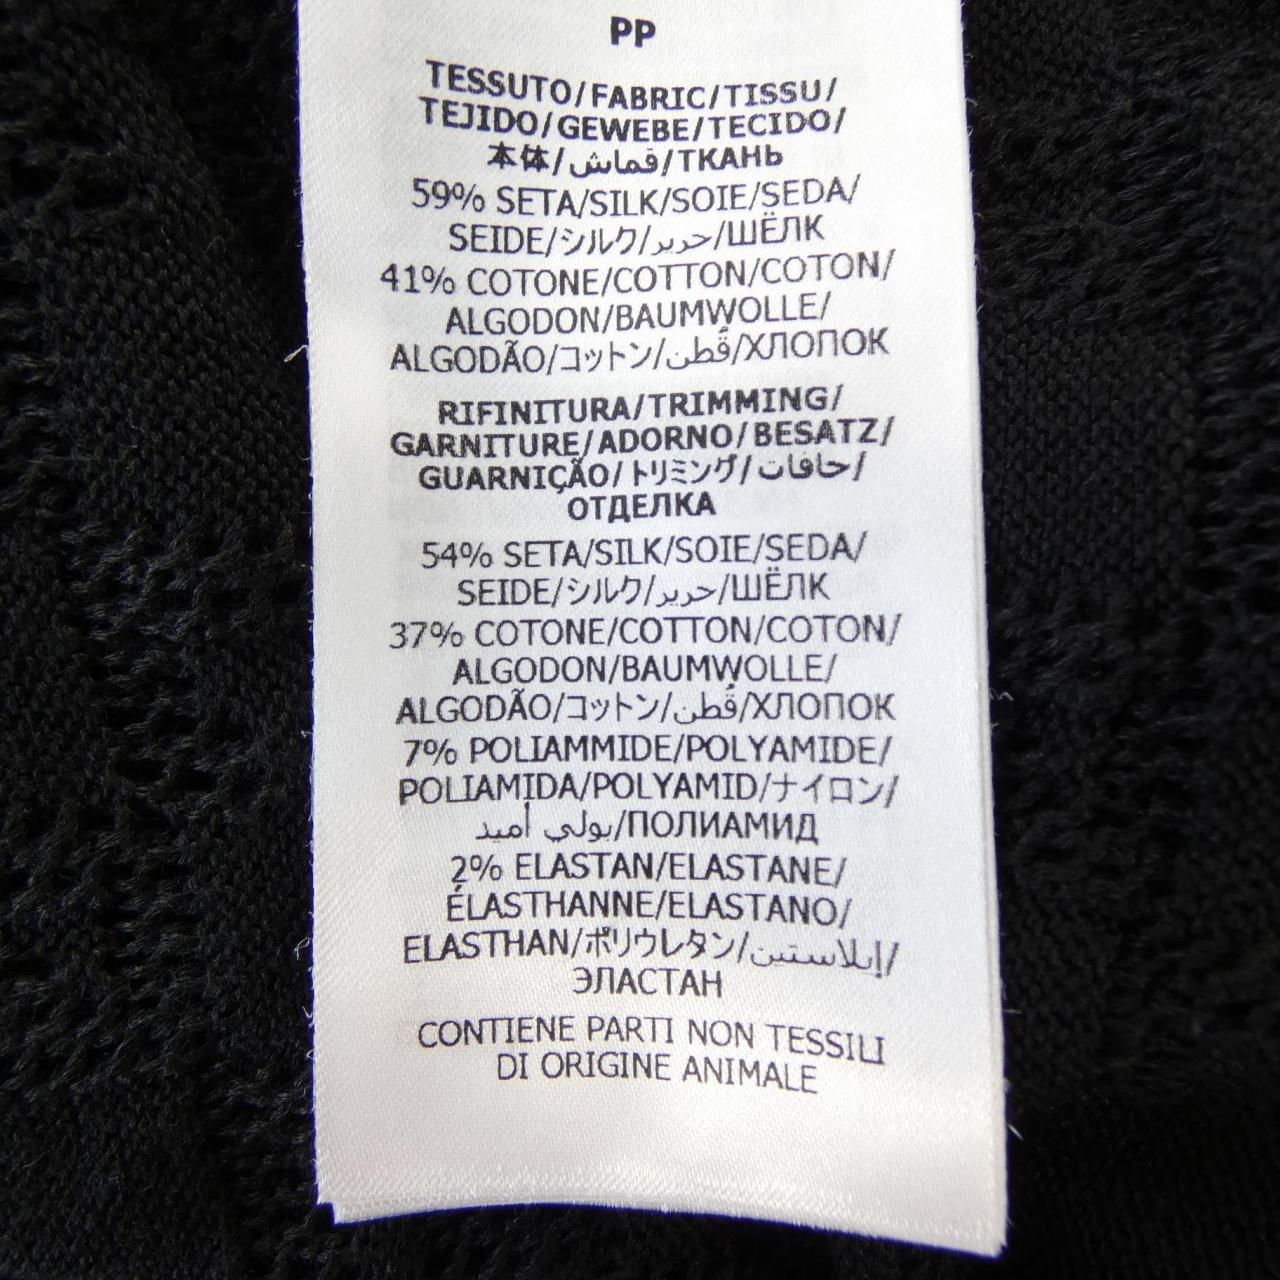 PP
TESSUTO/FABRIC/TISSU/
TEJIDO/GEWEBE/TECIDO/
本体/قماش/ТКАНЬ
59% SETA/SILK/SOIE/SEDA/
SEIDE/シルク/حرير/ШЁЛК
41% COTONE/COTTON/COTON/
ALGODON/BAUMWOLLE/
ALGODÃO/コットン/قطن/ХЛОПОК
RIFINITURA/TRIMMING/
GARNITURE/ADORNO/BESATZ/
GUARNIÇÃO/トリミング/حافات/
ОТДЕЛКА
54% SETA/SILK/SOIE/SEDA/
SEIDE/シルク/حرير/ШЁЛК
37% COTONE/COTTON/COTON/
ALGODON/BAUMWOLLE/
ALGODÃO/コットン/قطن/ХЛОПОК
7% POLIAMMIDE/POLYAMIDE/
POLIAMIDA/POLYAMID/ナイロン/
بولي أميد/ПОЛИАМИД
2% ELASTAN/ELASTANE/
ÉLASTHANNE/ELASTANO/
ELASTHAN/ポリウレタン/إيلاستين/
ЭЛАСТАН
CONTIENE PARTI NON TESSILI
DI ORIGINE ANIMALE